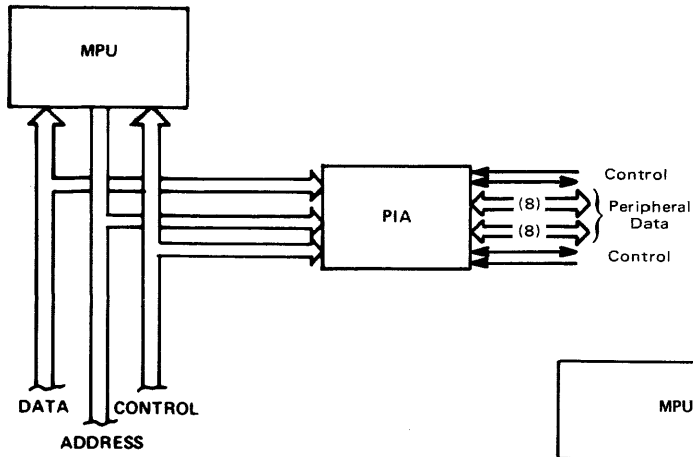 MPU
PIA
Control
(8)
(8)
Peripheral
Data
Control
DATA
CONTROL
ADDRESS
MPU